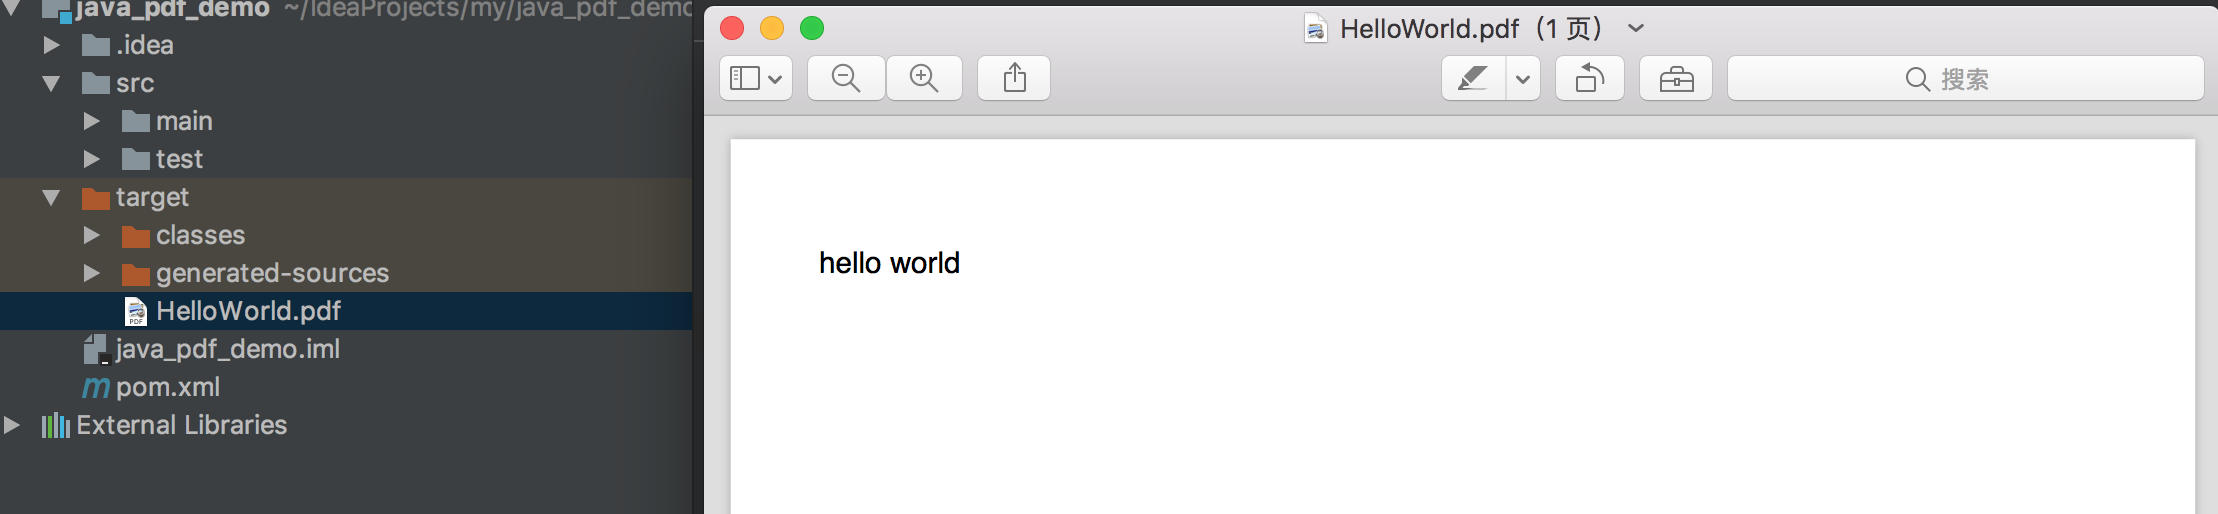 java_pdf_demo ~/IdeaProjects/my/java_pdf_demo
.idea
src
main
test
target
classes
generated-sources
HelloWorld.pdf
java_pdf_demo.iml
pom.xml
External Libraries
HelloWorld.pdf（1 页）
搜索
hello world